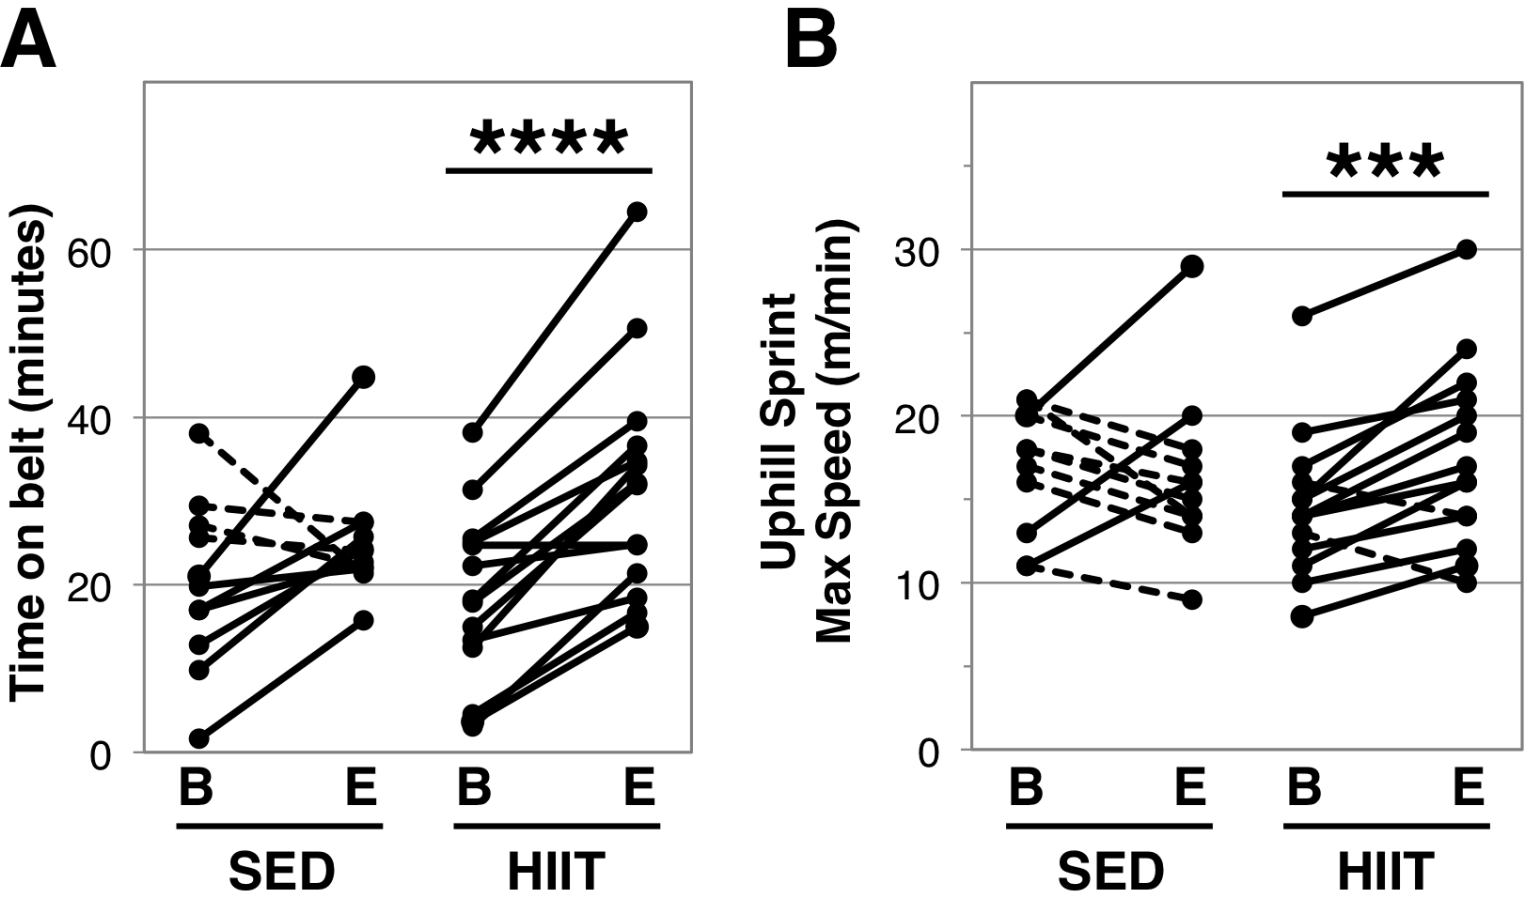 A
Time on belt (minutes)
60
40
20
0
****
B E B E
SED HIIT
B
Uphill Sprint
Max Speed (m/min)
30
20
10
0
***
B E B E
SED HIIT